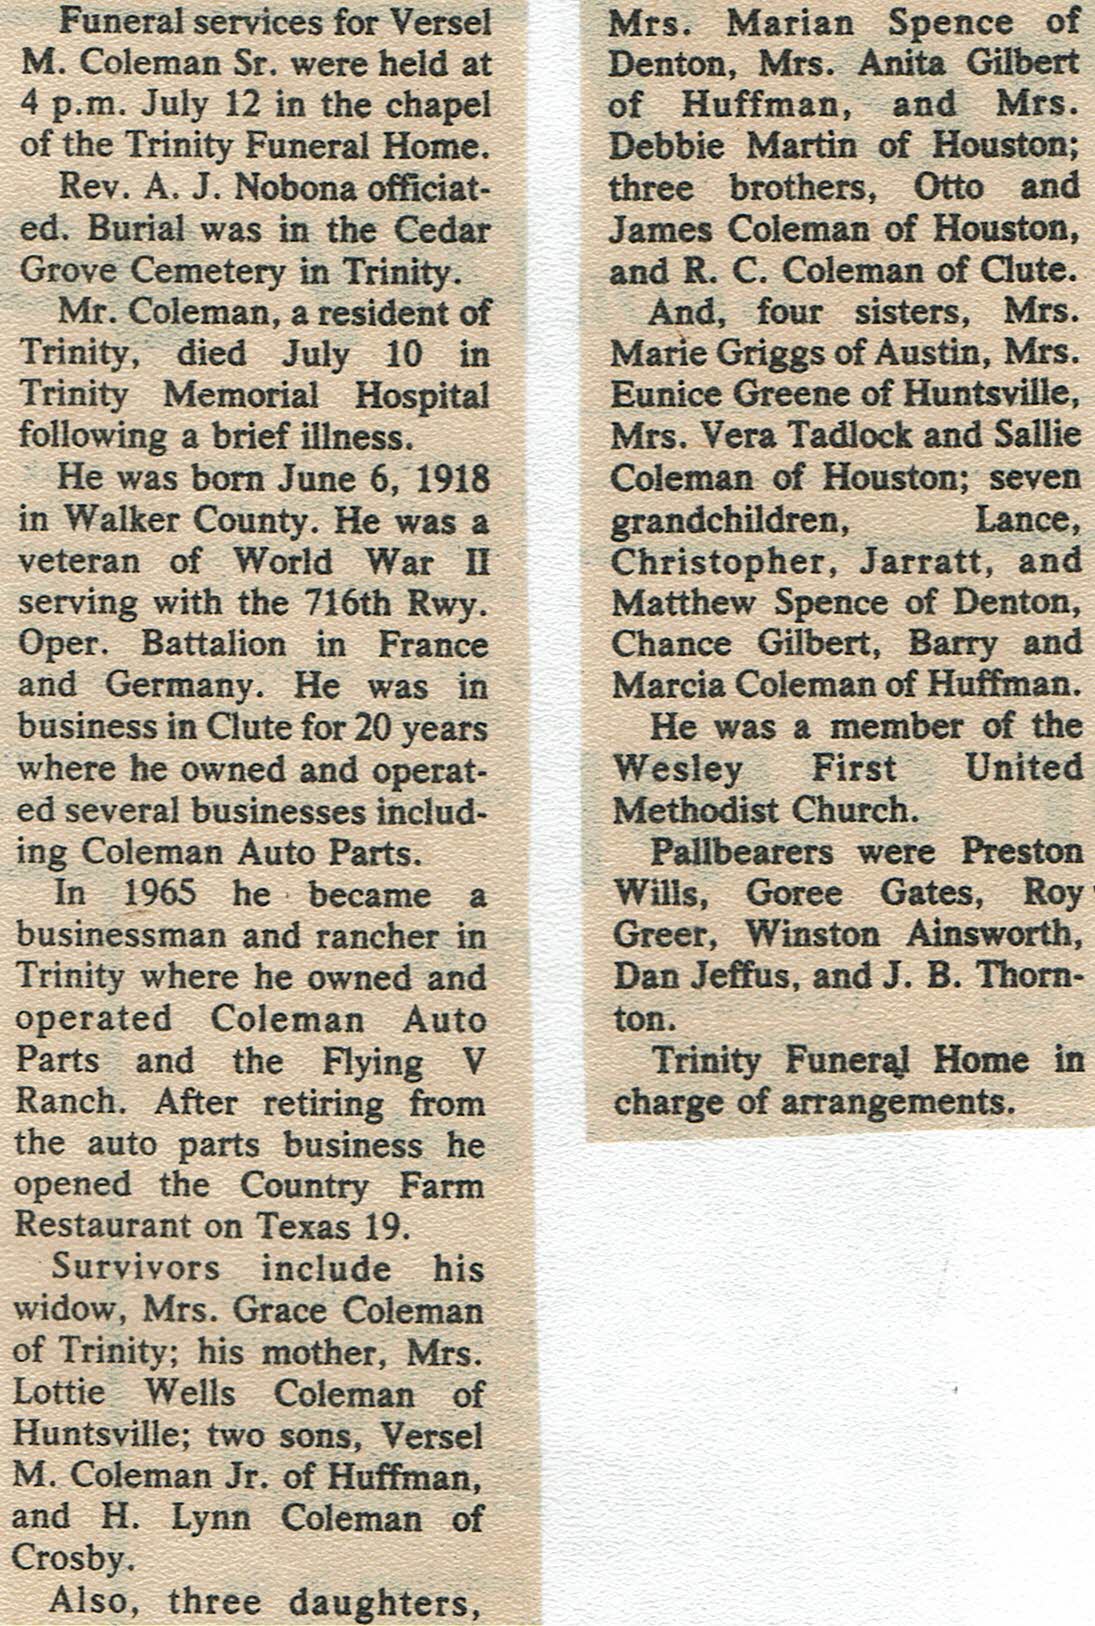 Funeral services for Versel
M. Coleman Sr. were held at
4 p.m. July 12 in the chapel
of the Trinity Funeral Home.
Rev. A. J. Nobona officiat-
ed. Burial was in the Cedar
Grove Cemetery in Trinity.
Mr. Coleman, a resident of
Trinity, died July 10 in
Trinity Memorial Hospital
following a brief illness.
He was born June 6, 1918
in Walker County. He was a
veteran of World War II
serving with the 716th Rwy.
Oper. Battalion in France
and Germany. He was in
business in Clute for 20 years
where he owned and operat-
ed several businesses includ-
ing Coleman Auto Parts.
In 1965 he became a
businessman and rancher in
Trinity where he owned and
operated Coleman Auto
Parts and the Flying V
Ranch. After retiring from
the auto parts business he
opened the Country Farm
Restaurant on Texas 19.
Survivors include his
widow, Mrs. Grace Coleman
of Trinity; his mother, Mrs.
Lottie Wells Coleman of
Huntsville; two sons, Versel
M. Coleman Jr. of Huffman,
and H. Lynn Coleman of
Crosby.
Also, three daughters,
Mrs. Marian Spence of
Denton, Mrs. Anita Gilbert
of Huffman, and Mrs.
Debbie Martin of Houston;
three brothers, Otto and
James Coleman of Houston,
and R. C. Coleman of Clute.
And, four sisters, Mrs.
Marie Griggs of Austin, Mrs.
Eunice Greene of Huntsville,
Mrs. Vera Tadlock and Sallie
Coleman of Houston; seven
grandchildren, Lance,
Christopher, Jarratt, and
Matthew Spence of Denton,
Chance Gilbert, Barry and
Marcia Coleman of Huffman.
He was a member of the
Wesley First United
Methodist Church.
Pallbearers were Preston
Wills, Goree Gates, Roy
Greer, Winston Ainsworth,
Dan Jeffus, and J. B. Thorn-
ton.
Trinity Funeral Home in
charge of arrangements.